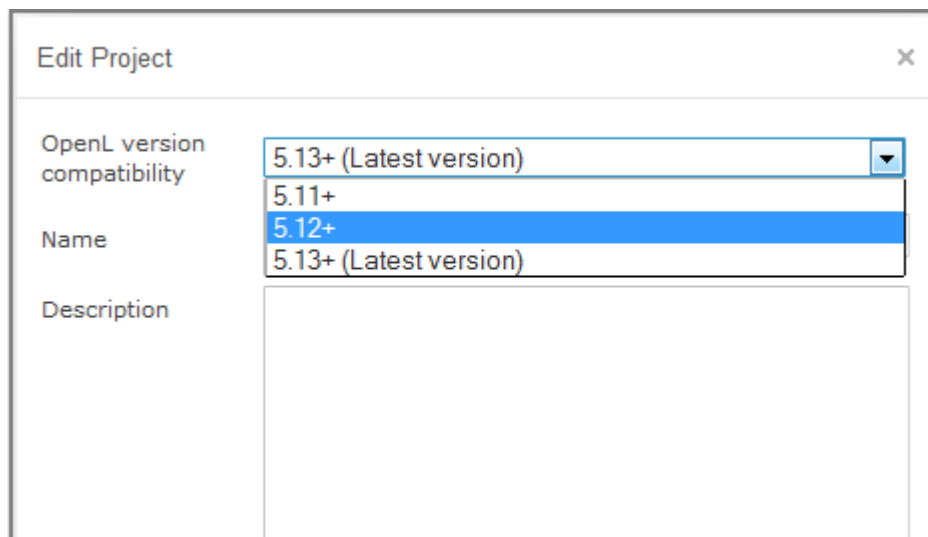 Edit Project
×
OpenL version
compatibility
5.13+ (Latest version)
5.11+
5.12+
5.13+ (Latest version)
Name
Description